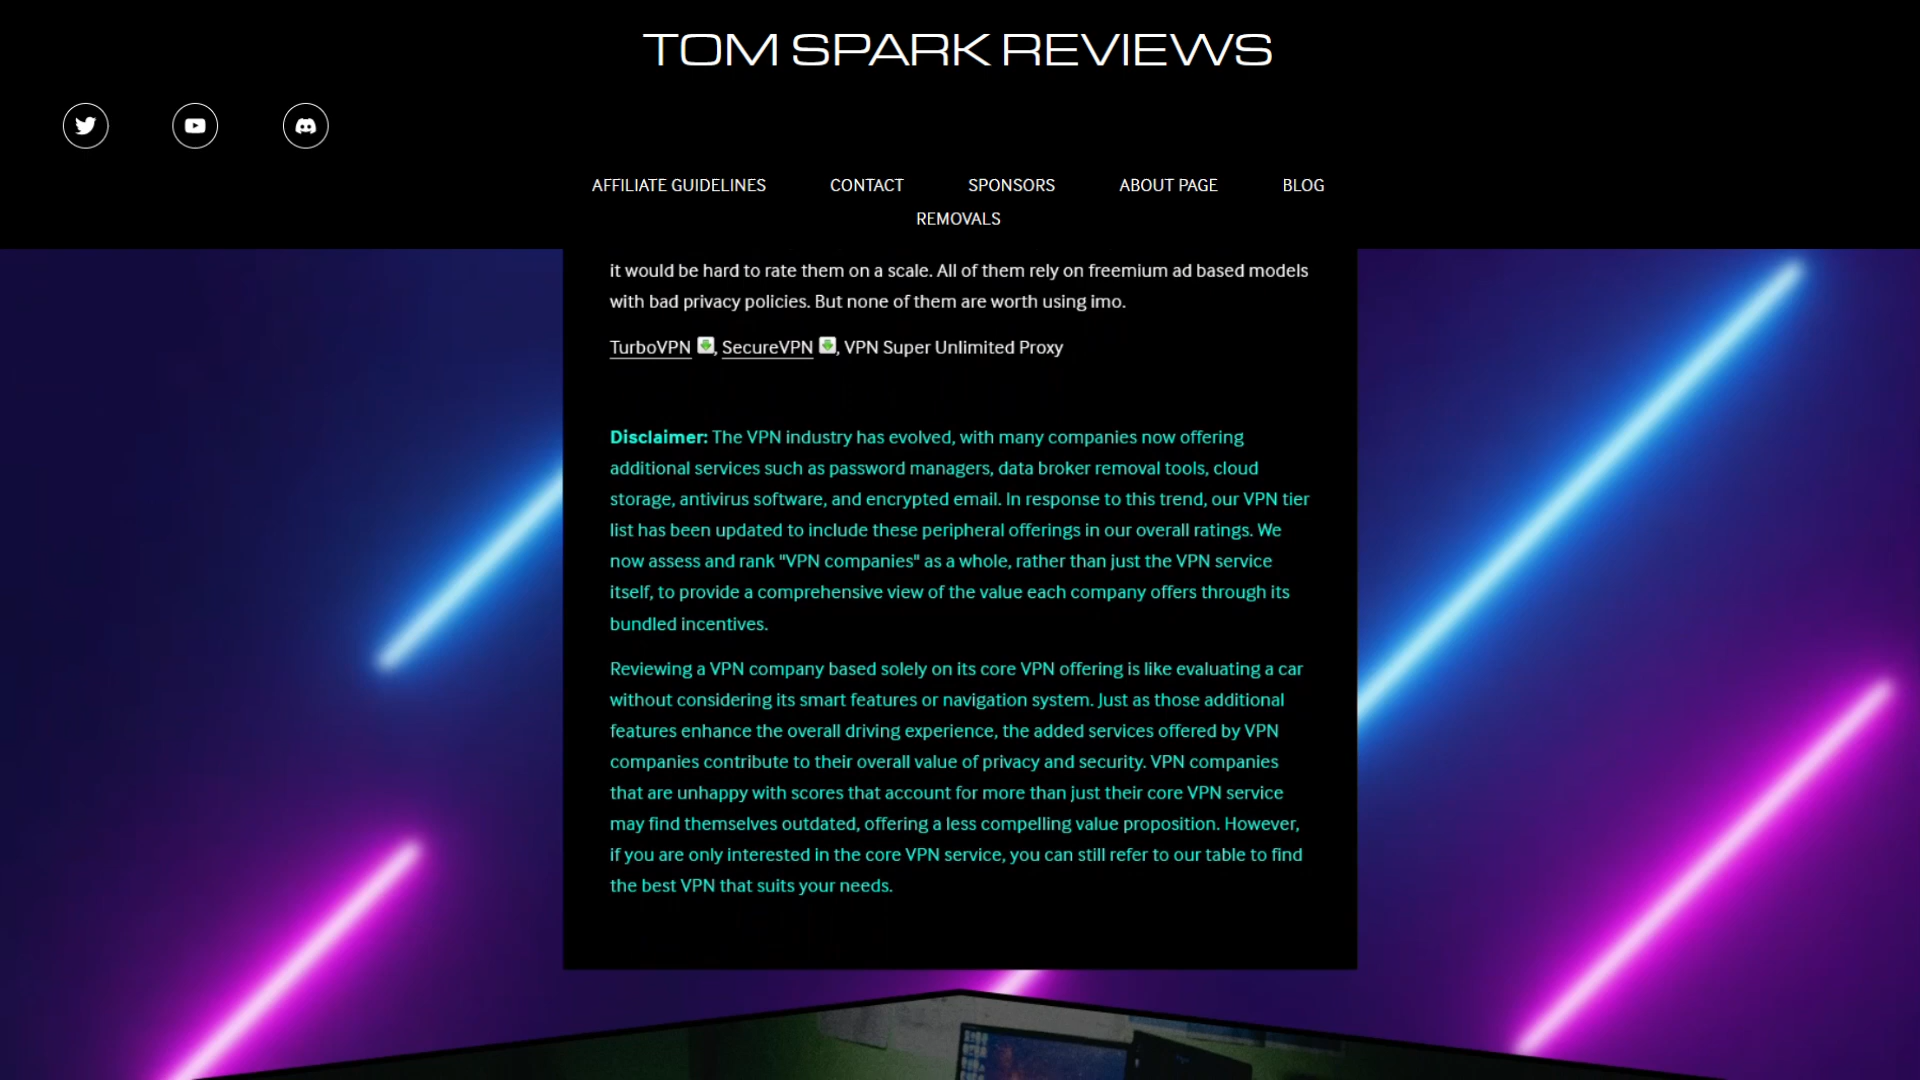 TOM SPARK REVIEWS
AFFILIATE GUIDELINES CONTACT SPONSORS ABOUT PAGE BLOG
REMOVALS
it would be hard to rate them on a scale. All of them rely on freemium ad based models
with bad privacy policies. But none of them are worth using imo.
TurboVPN , SecureVPN , VPN Super Unlimited Proxy
Disclaimer: The VPN industry has evolved, with many companies now offering
additional services such as password managers, data broker removal tools, cloud
storage, antivirus software, and encrypted email. In response to this trend, our VPN tier
list has been updated to include these peripheral offerings in our overall ratings. We
now assess and rank "VPN companies" as a whole, rather than just the VPN service
itself, to provide a comprehensive view of the value each company offers through its
bundled incentives.
Reviewing a VPN company based solely on its core VPN offering is like evaluating a car
without considering its smart features or navigation system. Just as those additional
features enhance the overall driving experience, the added services offered by VPN
companies contribute to their overall value of privacy and security. VPN companies
that are unhappy with scores that account for more than just their core VPN service
may find themselves outdated, offering a less compelling value proposition. However,
if you are only interested in the core VPN service, you can still refer to our table to find
the best VPN that suits your needs.